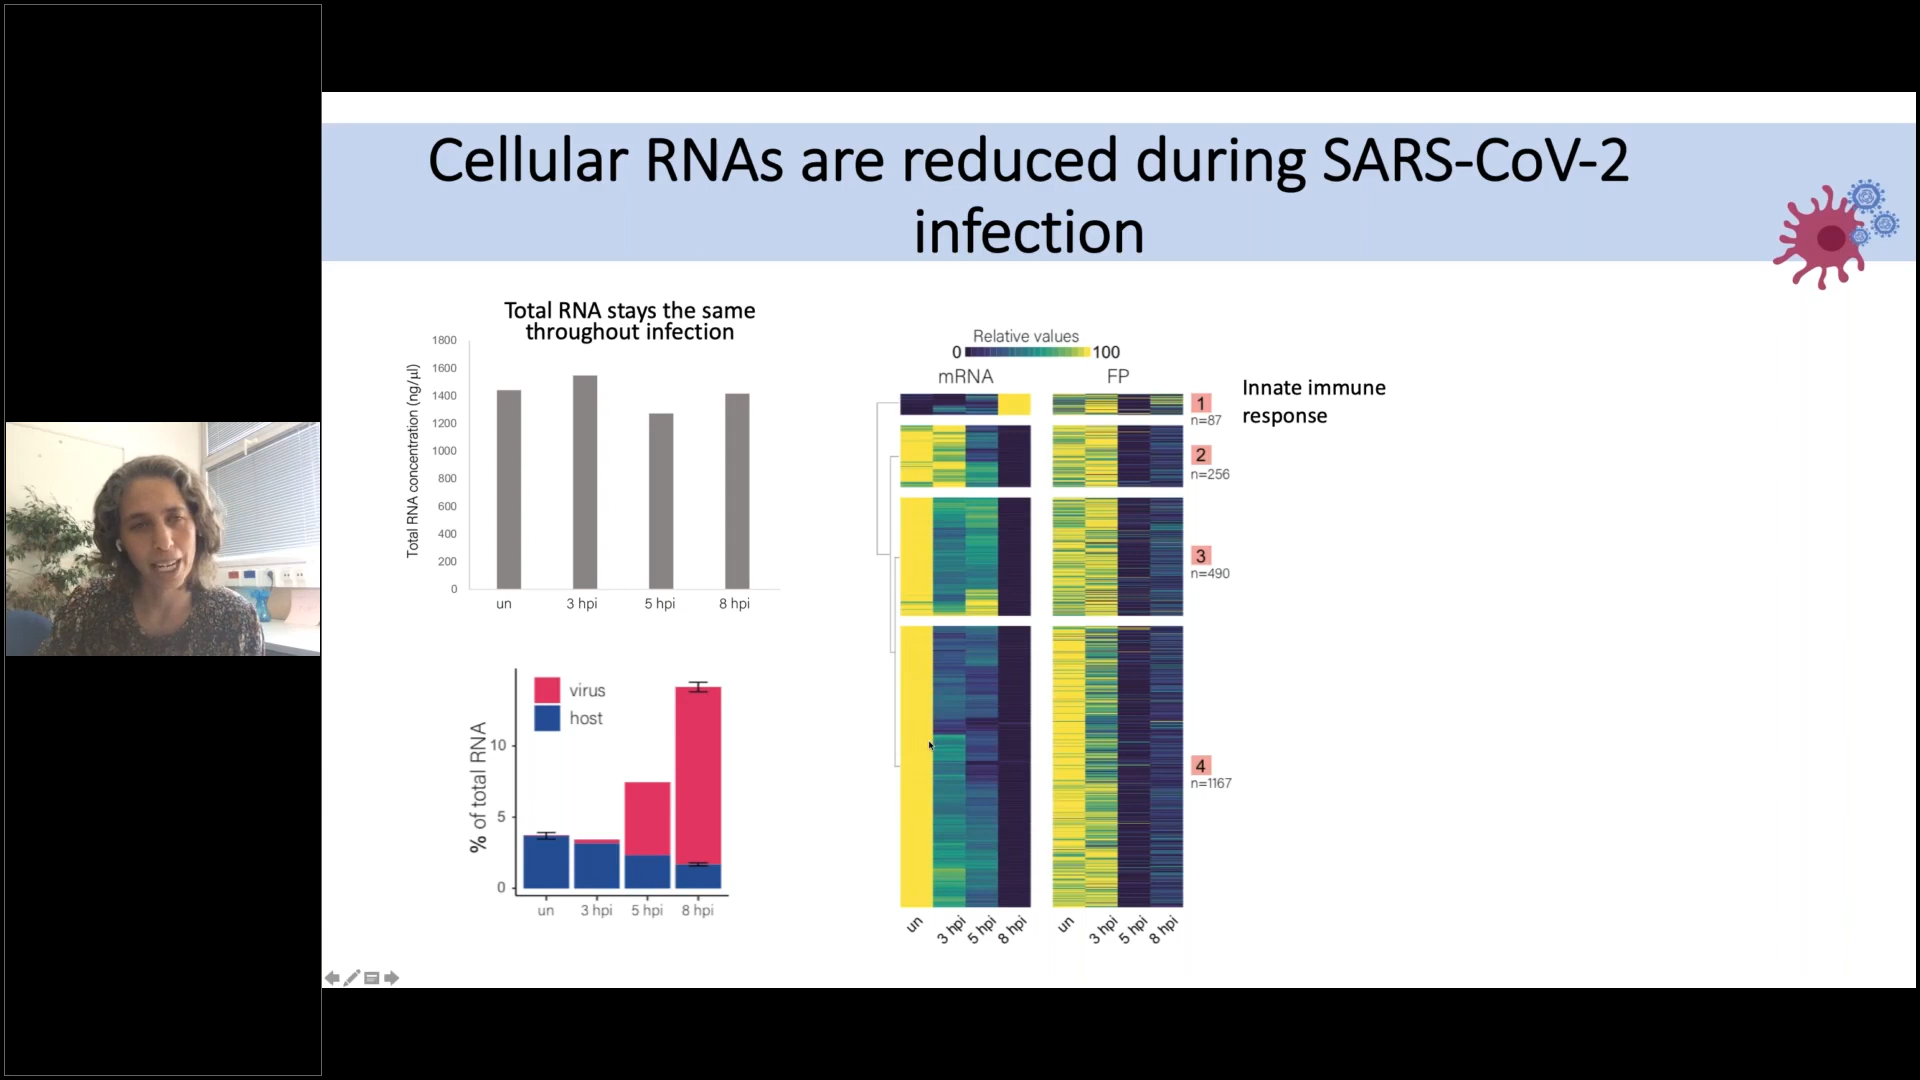 Cellular RNAs are reduced during SARS-CoV-2
infection
Total RNA stays the same
throughout infection
Total RNA concentration (ng/µl)
1800
1600
1400
1200
1000
800
600
400
200
0
un 3 hpi 5 hpi 8 hpi
% of total RNA
virus
host
10
5
0
un 3 hpi 5 hpi 8 hpi
Relative values
0 100
mRNA FP
1
n=87
Innate immune
response
2
n=256
3
n=490
4
n=1167
un 3 hpi 5 hpi 8 hpi un 3 hpi 5 hpi 8 hpi